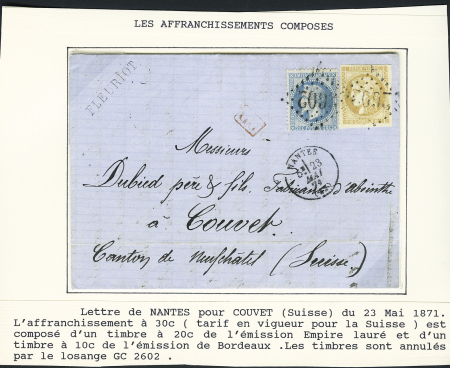 LES AFFRANCHISSEMENTS COMPOSES
FLEURIOT
Messieurs
Dubied père & fils, Fabricants d'absinthe
à
Couvet
Canton de Neufchâtel (Suisse)
NANTES
23
MAI
Lettre de NANTES pour COUVET (Suisse) du 23 Mai 1871.
L'affranchissement à 30c ( tarif en vigueur pour la Suisse ) est
composé d'un timbre à 20c de l'émission Empire lauré et d'un
timbre à 10c de l'émission de Bordeaux .Les timbres sont annulés
par le losange GC 2602 .